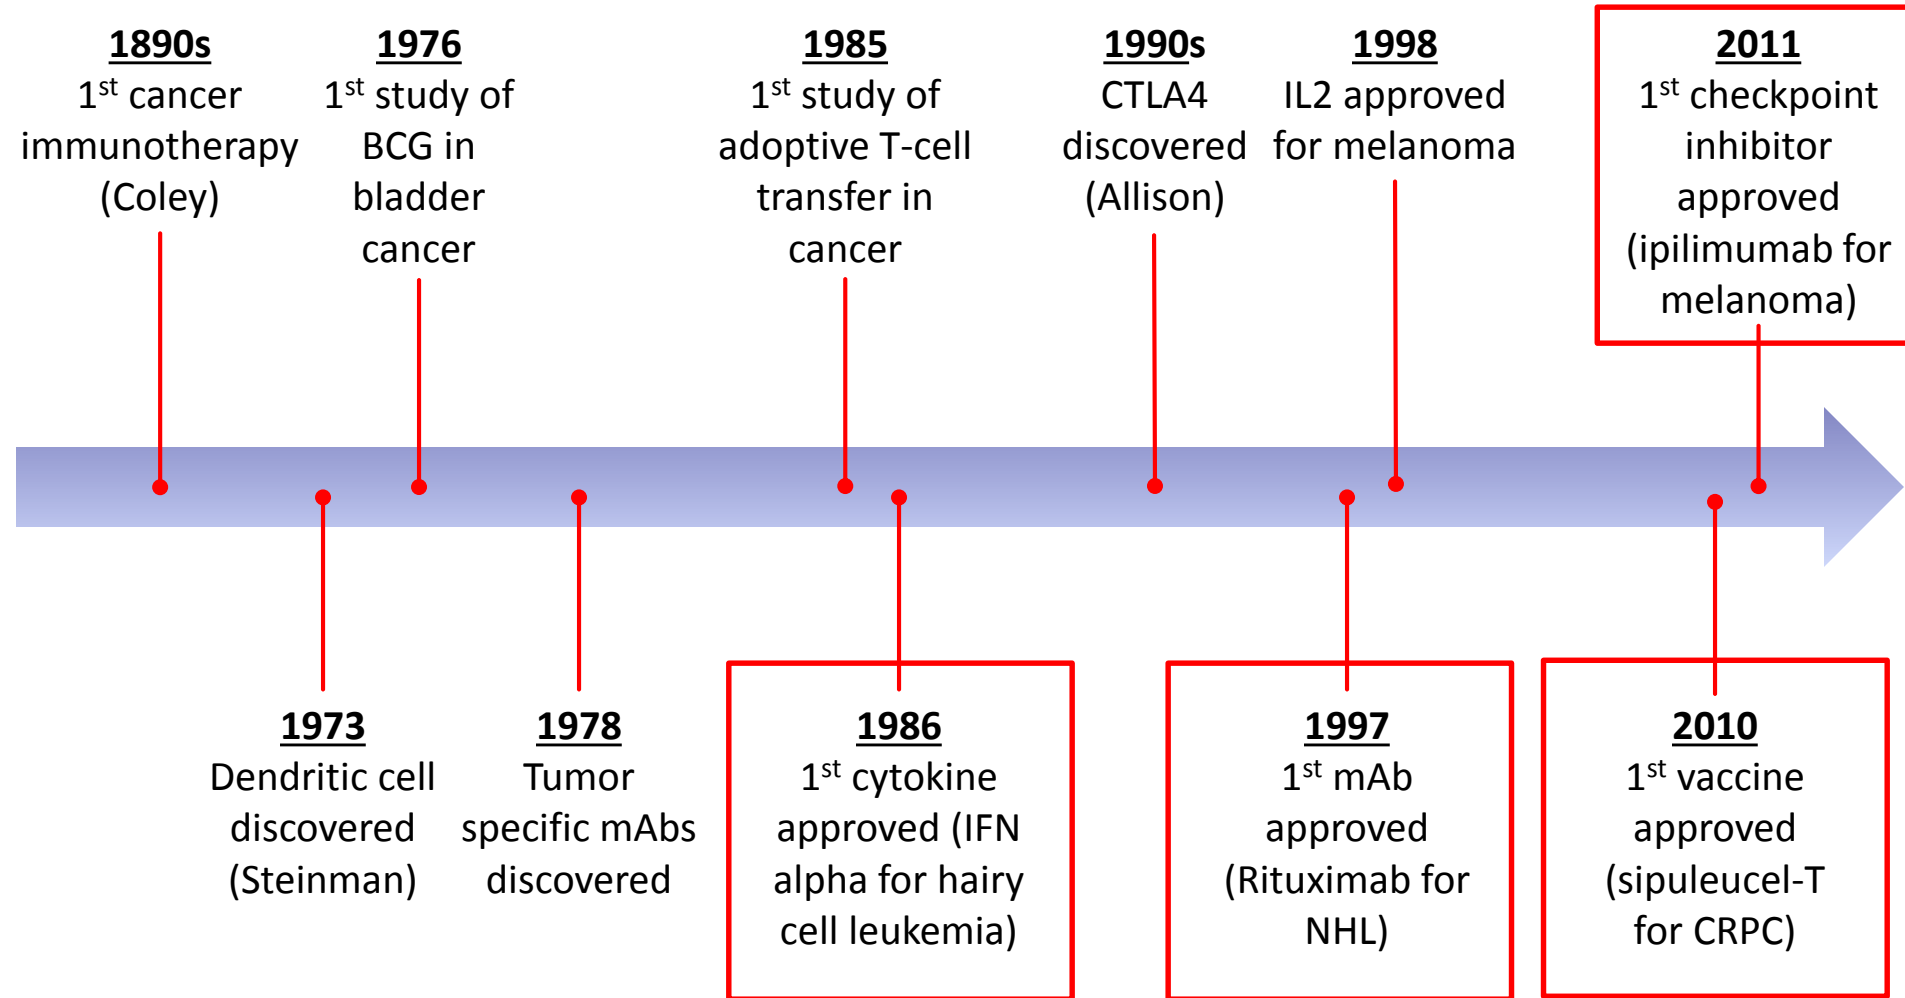 1890s
1st cancer
immunotherapy
(Coley)
1976
1st study of
BCG in
bladder
cancer
1985
1st study of
adoptive T-cell
transfer in
cancer
1990s
CTLA4
discovered
(Allison)
1998
IL2 approved
for melanoma
2011
1st checkpoint
inhibitor
approved
(ipilimumab for
melanoma)
1973
Dendritic cell
discovered
(Steinman)
1978
Tumor
specific mAbs
discovered
1986
1st cytokine
approved (IFN
alpha for hairy
cell leukemia)
1997
1st mAb
approved
(Rituximab for
NHL)
2010
1st vaccine
approved
(sipuleucel-T
for CRPC)